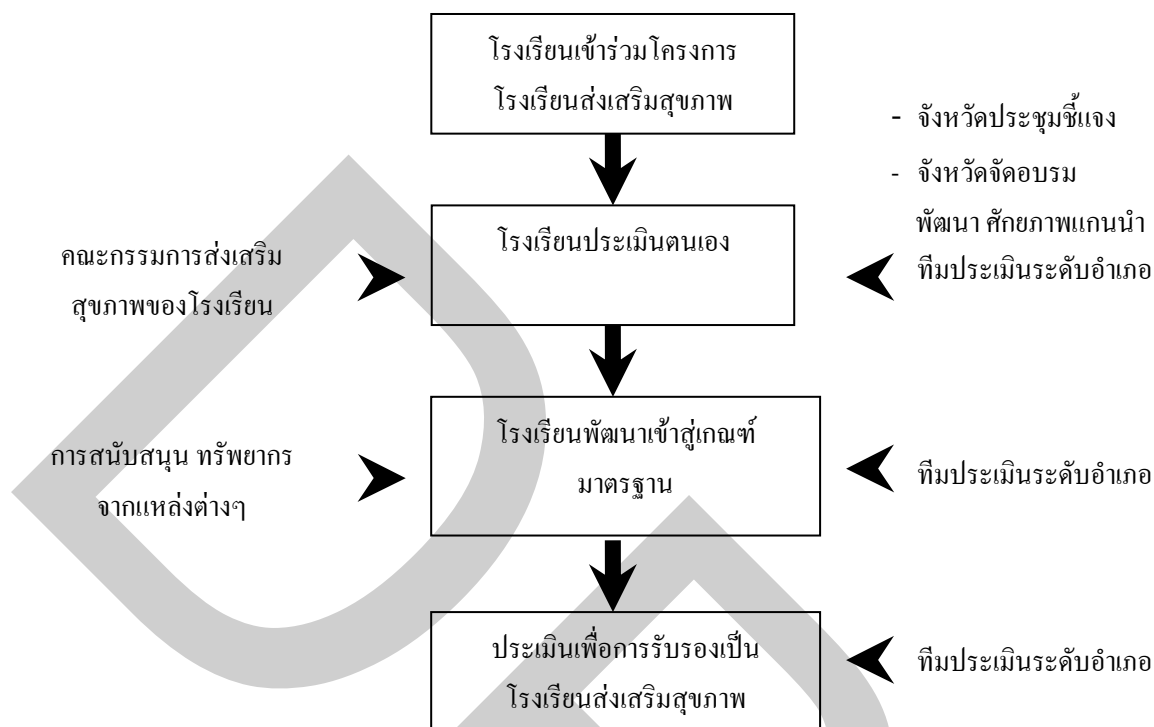 โรงเรียนเข้าร่วมโครงการ
โรงเรียนส่งเสริมสุขภาพ
- จังหวัดประชุมชี้แจง
- จังหวัดจัดอบรม
พัฒนา ศักยภาพแกนนำ
ทีมประเมินระดับอำเภอ
โรงเรียนประเมินตนเอง
คณะกรรมการส่งเสริม
สุขภาพของโรงเรียน
โรงเรียนพัฒนาเข้าสู่เกณฑ์
มาตรฐาน
การสนับสนุน ทรัพยากร
จากแหล่งต่างๆ
ทีมประเมินระดับอำเภอ
ประเมินเพื่อการรับรองเป็น
โรงเรียนส่งเสริมสุขภาพ
ทีมประเมินระดับอำเภอ